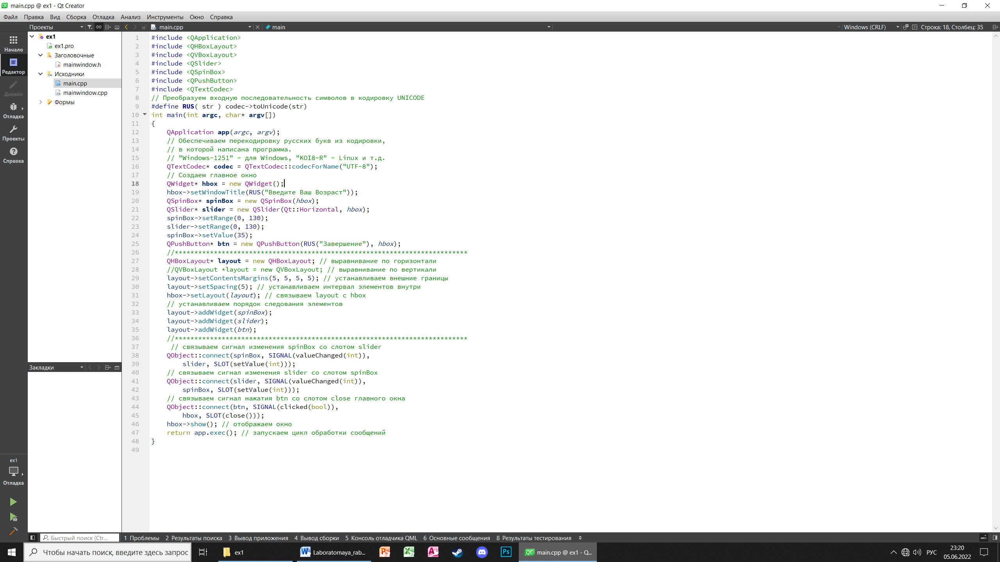 main.cpp @ ex1 - Qt Creator
Файл Правка Вид Сборка Отладка Анализ Инструменты Окно Справка
Проекты
main.cpp
main
Windows (CRLF)
Строка: 18, Столбец: 35
Начало
Редактор
Дизайн
Отладка
Проекты
Справка
ex1
ex1.pro
Заголовочные
mainwindow.h
Исходники
main.cpp
mainwindow.cpp
Формы
Закладки
1 #include <QApplication>
2 #include <QHBoxLayout>
3 #include <QVBoxLayout>
4 #include <QSlider>
5 #include <QSpinBox>
6 #include <QPushButton>
7 #include <QTextCodec>
8 // Преобразуем входную последовательность символов в кодировку UNICODE
9 #define RUS( str ) codec->toUnicode(str)
10 int main(int argc, char* argv[])
11 {
12     QApplication app(argc, argv);
13     // Обеспечиваем перекодировку русских букв из кодировки,
14     // в которой написана программа.
15     // "Windows-1251" - для Windows, "KOI8-R" - Linux и т.д.
16     QTextCodec* codec = QTextCodec::codecForName("UTF-8");
17     // Создаем главное окно
18     QWidget* hbox = new QWidget();
19     hbox->setWindowTitle(RUS("Введите Ваш Возраст"));
20     QSpinBox* spinBox = new QSpinBox(hbox);
21     QSlider* slider = new QSlider(Qt::Horizontal, hbox);
22     spinBox->setRange(0, 130);
23     slider->setRange(0, 130);
24     spinBox->setValue(35);
25     QPushButton* btn = new QPushButton(RUS("Завершение"), hbox);
26     //***************************************************************************
27     QHBoxLayout* layout = new QHBoxLayout; // выравнивание по горизонтали
28     //QVBoxLayout *layout = new QVBoxLayout; // выравнивание по вертикали
29     layout->setContentsMargins(5, 5, 5, 5); // устанавливаем внешние границы
30     layout->setSpacing(5); // устанавливаем интервал элементов внутри
31     hbox->setLayout(layout); // связываем layout с hbox
32     // устанавливаем порядок следования элементов
33     layout->addWidget(spinBox);
34     layout->addWidget(slider);
35     layout->addWidget(btn);
36     //***************************************************************************
37      // связываем сигнал изменения spinBox со слотом slider
38     QObject::connect(spinBox, SIGNAL(valueChanged(int)),
39         slider, SLOT(setValue(int)));
40     // связываем сигнал изменения slider со слотом spinBox
41     QObject::connect(slider, SIGNAL(valueChanged(int)),
42         spinBox, SLOT(setValue(int)));
43     // связываем сигнал нажатия btn со слотом close главного окна
44     QObject::connect(btn, SIGNAL(clicked(bool)),
45         hbox, SLOT(close()));
46     hbox->show(); // отображаем окно
47     return app.exec(); // запускаем цикл обработки сообщений
48 }
49
ex1
Отладка
Быстрый поиск (Ctr...
1 Проблемы 2 Результаты поиска 3 Вывод приложения 4 Вывод сборки 5 Консоль отладчика QML 6 Основные сообщения 8 Результаты тестирования
Чтобы начать поиск, введите здесь запрос
ex1
Laboratornaya_rab...
Ps
main.cpp @ ex1 - Q...
РУС
23:20
05.06.2022